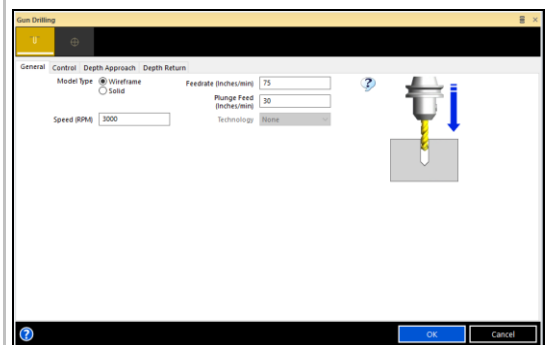 Gun Drilling
General Control Depth Approach Depth Return
Model Type Wireframe Feedrate (Inches/min) 75
Solid
Plunge Feed (Inches/min) 30
Speed (RPM) 3000 Technology None
OK Cancel